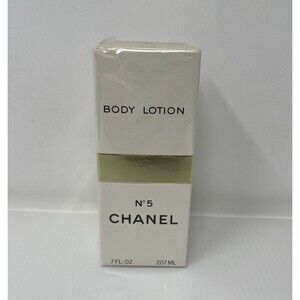 BODY LOTION
N°5
CHANEL
7 FL. OZ. 207 ML